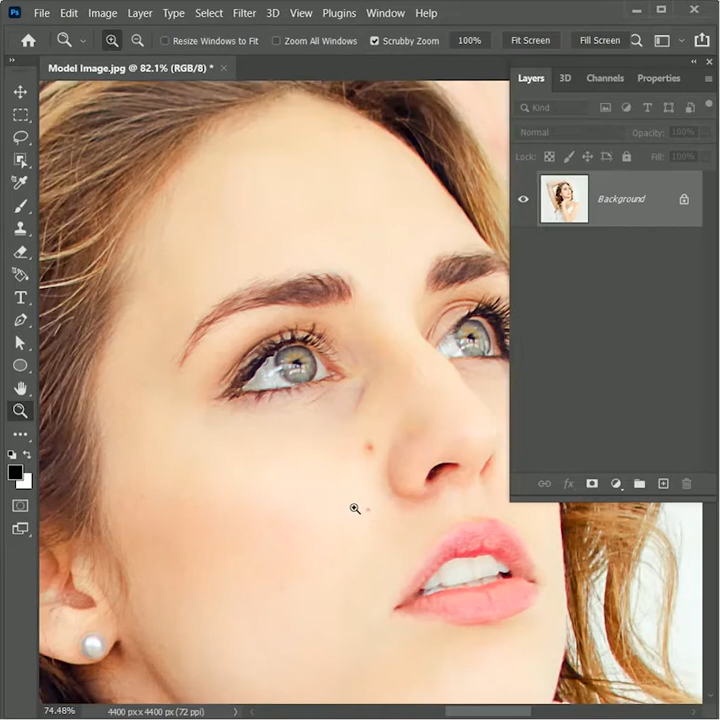 Ps File Edit Image Layer Type Select Filter 3D View Plugins Window Help
Resize Windows to Fit Zoom All Windows Scrubby Zoom 100% Fit Screen Fill Screen
Model Image.jpg @ 82.1% (RGB/8) * ×
Layers 3D Channels Properties
Kind
Normal Opacity: 100%
Lock: Fill: 100%
Background
T
74.48% 4400 px x 4400 px (72 ppi)